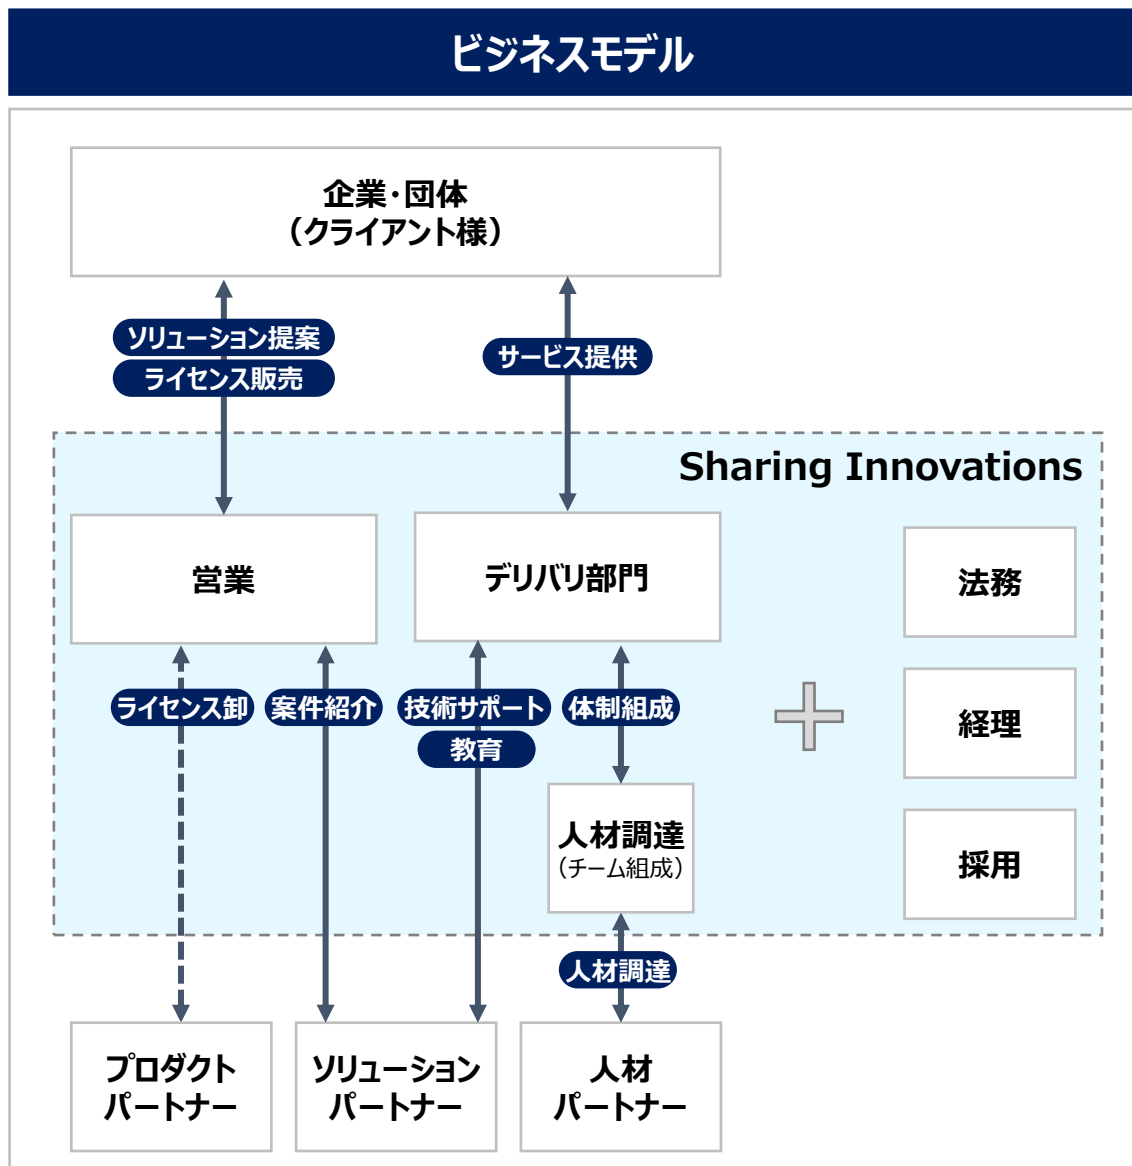 ビジネスモデル
企業・団体
（クライアント様）
ソリューション提案
ライセンス販売
サービス提供
Sharing Innovations
営業
デリバリ部門
法務
ライセンス卸
案件紹介
技術サポート
教育
体制組成
経理
人材調達
（チーム組成）
採用
人材調達
プロダクト
パートナー
ソリューション
パートナー
人材
パートナー